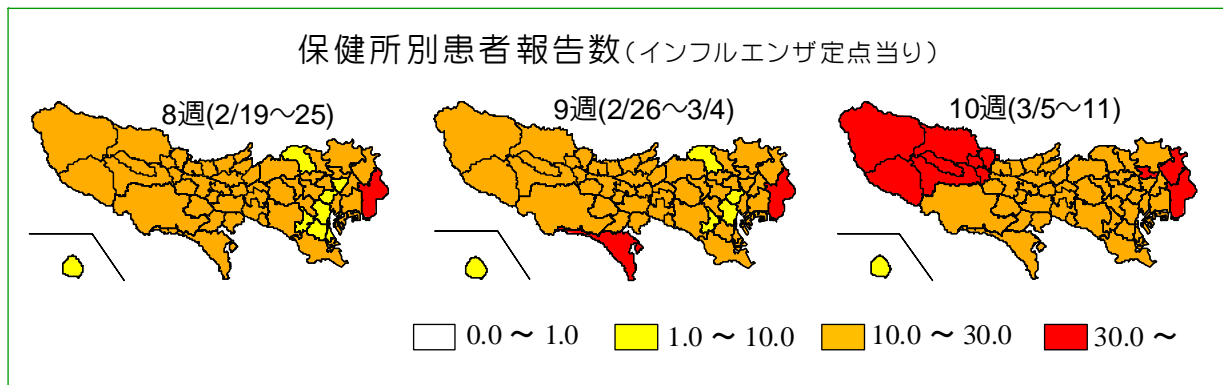 保健所別患者報告数(インフルエンザ定点当り)
8週(2/19～25)
9週(2/26～3/4)
10週(3/5～11)
0.0 ～ 1.0
1.0 ～ 10.0
10.0 ～ 30.0
30.0 ～